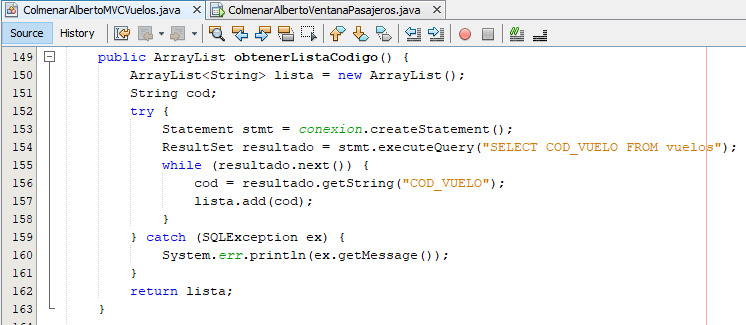 ColmenarAlbertoMVCVuelos.java ColmenarAlbertoVentanaPasajeros.java
Source History
149 public ArrayList obtenerListaCodigo() {
150 ArrayList<String> lista = new ArrayList();
151 String cod;
152 try {
153 Statement stmt = conexion.createStatement();
154 ResultSet resultado = stmt.executeQuery("SELECT COD_VUELO FROM vuelos");
155 while (resultado.next()) {
156 cod = resultado.getString("COD_VUELO");
157 lista.add(cod);
158 }
159 } catch (SQLException ex) {
160 System.err.println(ex.getMessage());
161 }
162 return lista;
163 }